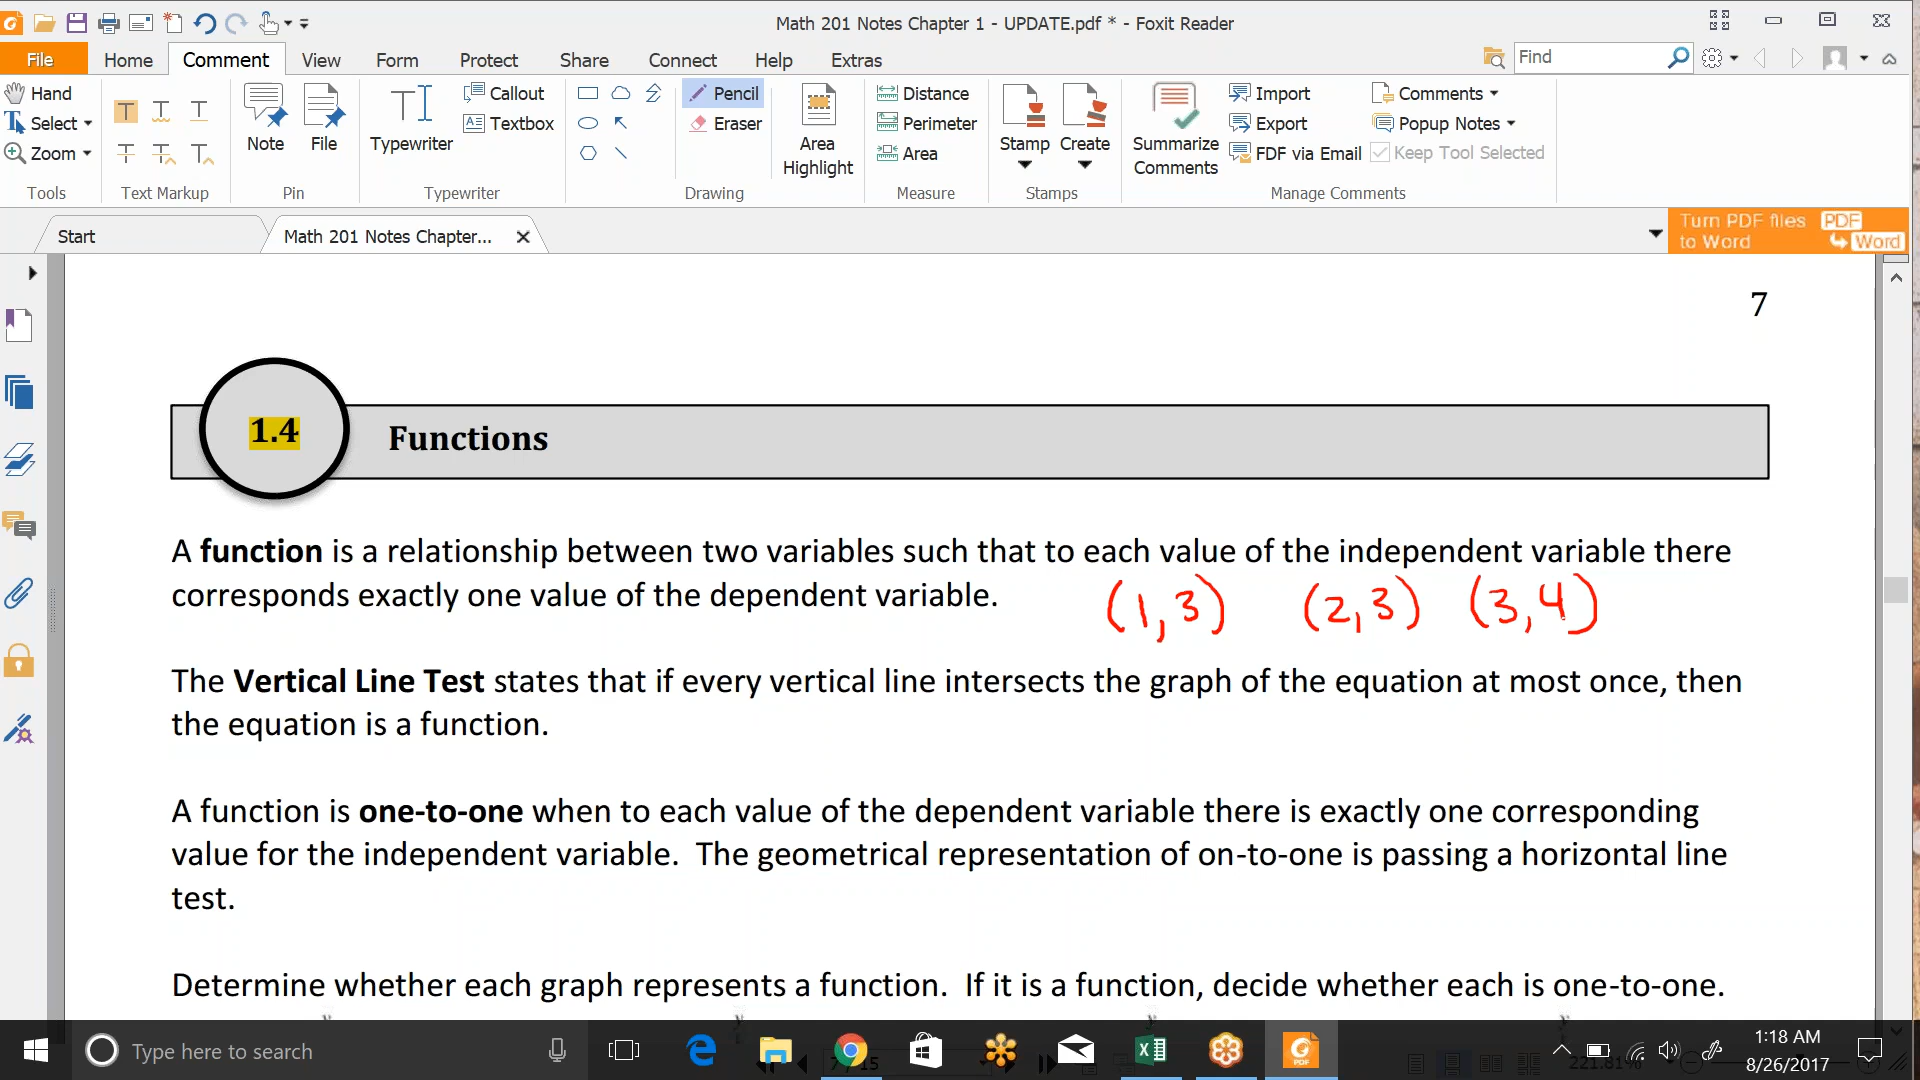 Math 201 Notes Chapter 1 - UPDATE.pdf * - Foxit Reader
File Home Comment View Form Protect Share Connect Help Extras Find
Hand
Select
Zoom
Tools
Text Markup
Note File
Pin
Typewriter
Callout
Textbox
Typewriter
Pencil
Eraser
Area Highlight
Drawing
Distance
Perimeter
Area
Measure
Stamp Create
Stamps
Summarize Comments
Import
Export
FDF via Email
Comments
Popup Notes
Keep Tool Selected
Manage Comments
Start
Math 201 Notes Chapter...
Turn PDF files to Word
PDF
Word
7
1.4 Functions
A function is a relationship between two variables such that to each value of the independent variable there
corresponds exactly one value of the dependent variable.
(1,3) (2,3) (3,4)
The Vertical Line Test states that if every vertical line intersects the graph of the equation at most once, then
the equation is a function.
A function is one-to-one when to each value of the dependent variable there is exactly one corresponding
value for the independent variable. The geometrical representation of on-to-one is passing a horizontal line
test.
Determine whether each graph represents a function. If it is a function, decide whether each is one-to-one.
y y y y
Type here to search
1:18 AM
8/26/2017